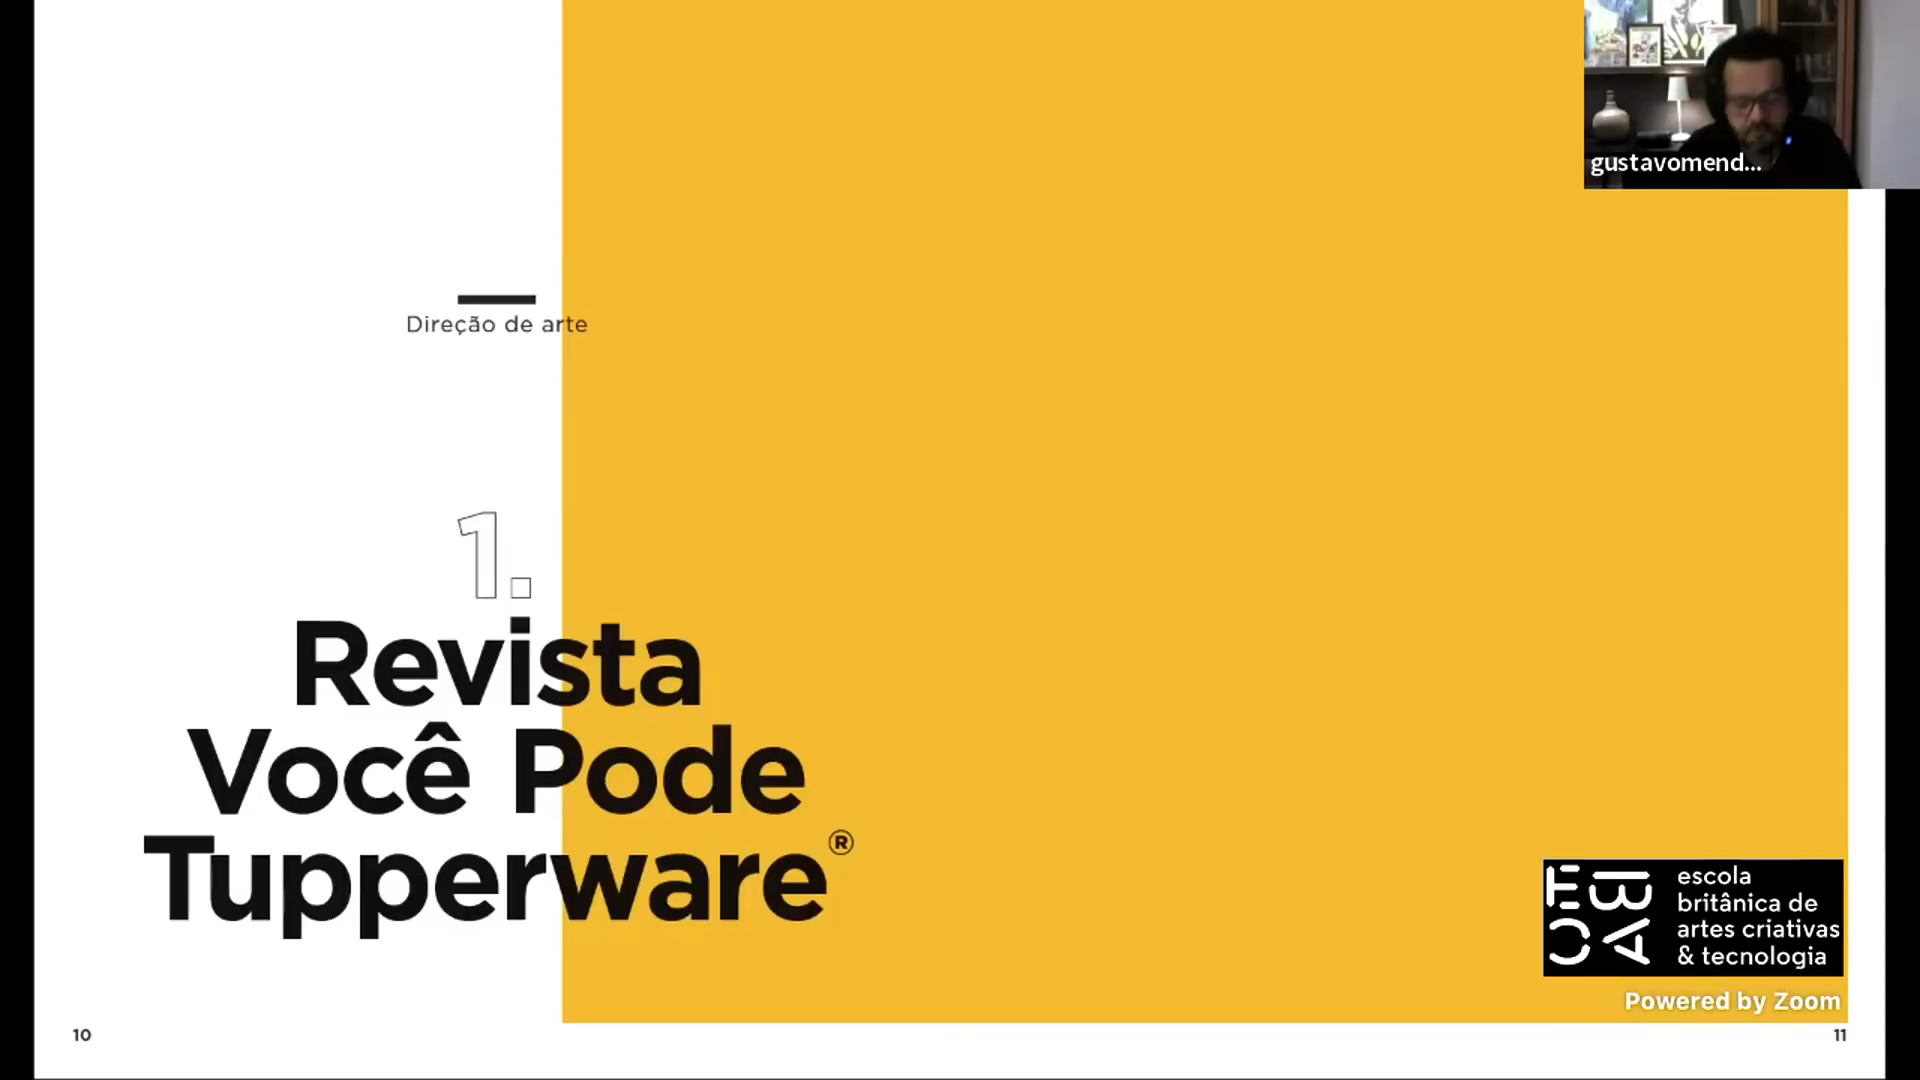 gustavomend...
Direção de arte
1.
Revista
Você Pode
Tupperware®
EBAC
escola
britânica de
artes criativas
& tecnologia
Powered by Zoom
10
11